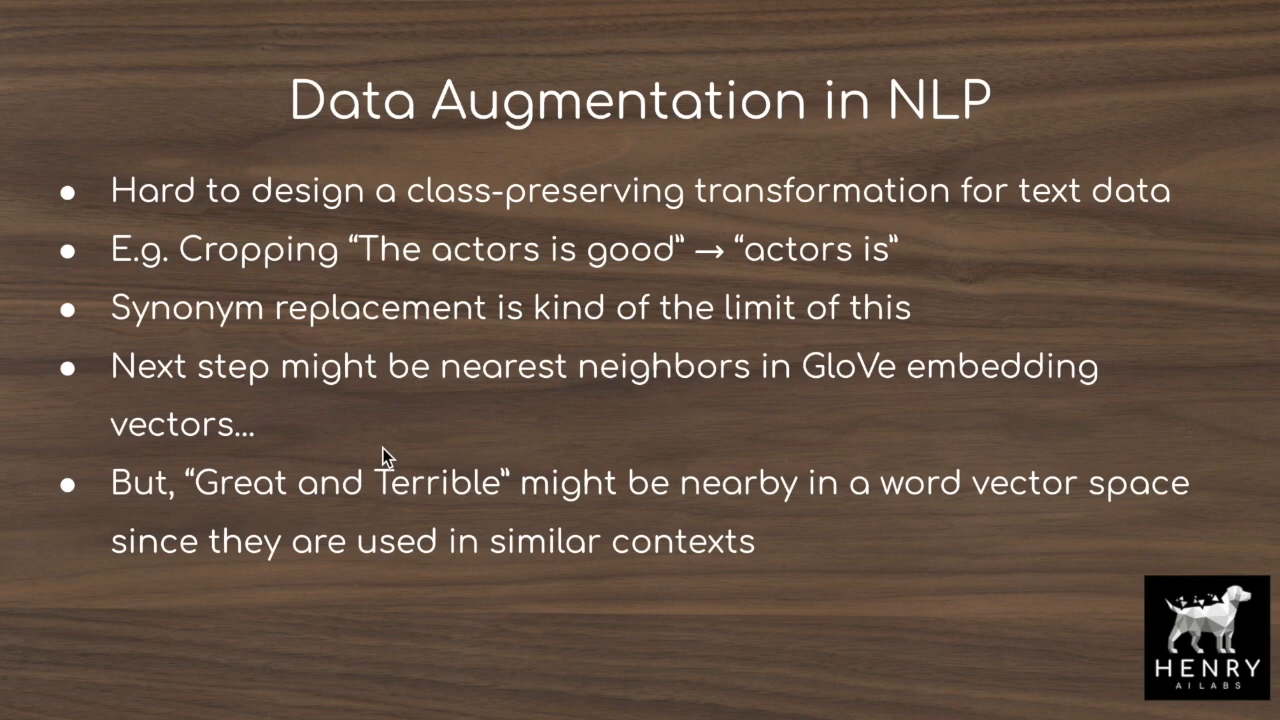 Data Augmentation in NLP
● Hard to design a class-preserving transformation for text data
● E.g. Cropping “The actors is good” → “actors is”
● Synonym replacement is kind of the limit of this
● Next step might be nearest neighbors in GloVe embedding
vectors...
● But, “Great and Terrible” might be nearby in a word vector space
since they are used in similar contexts
HENRY
AI LABS